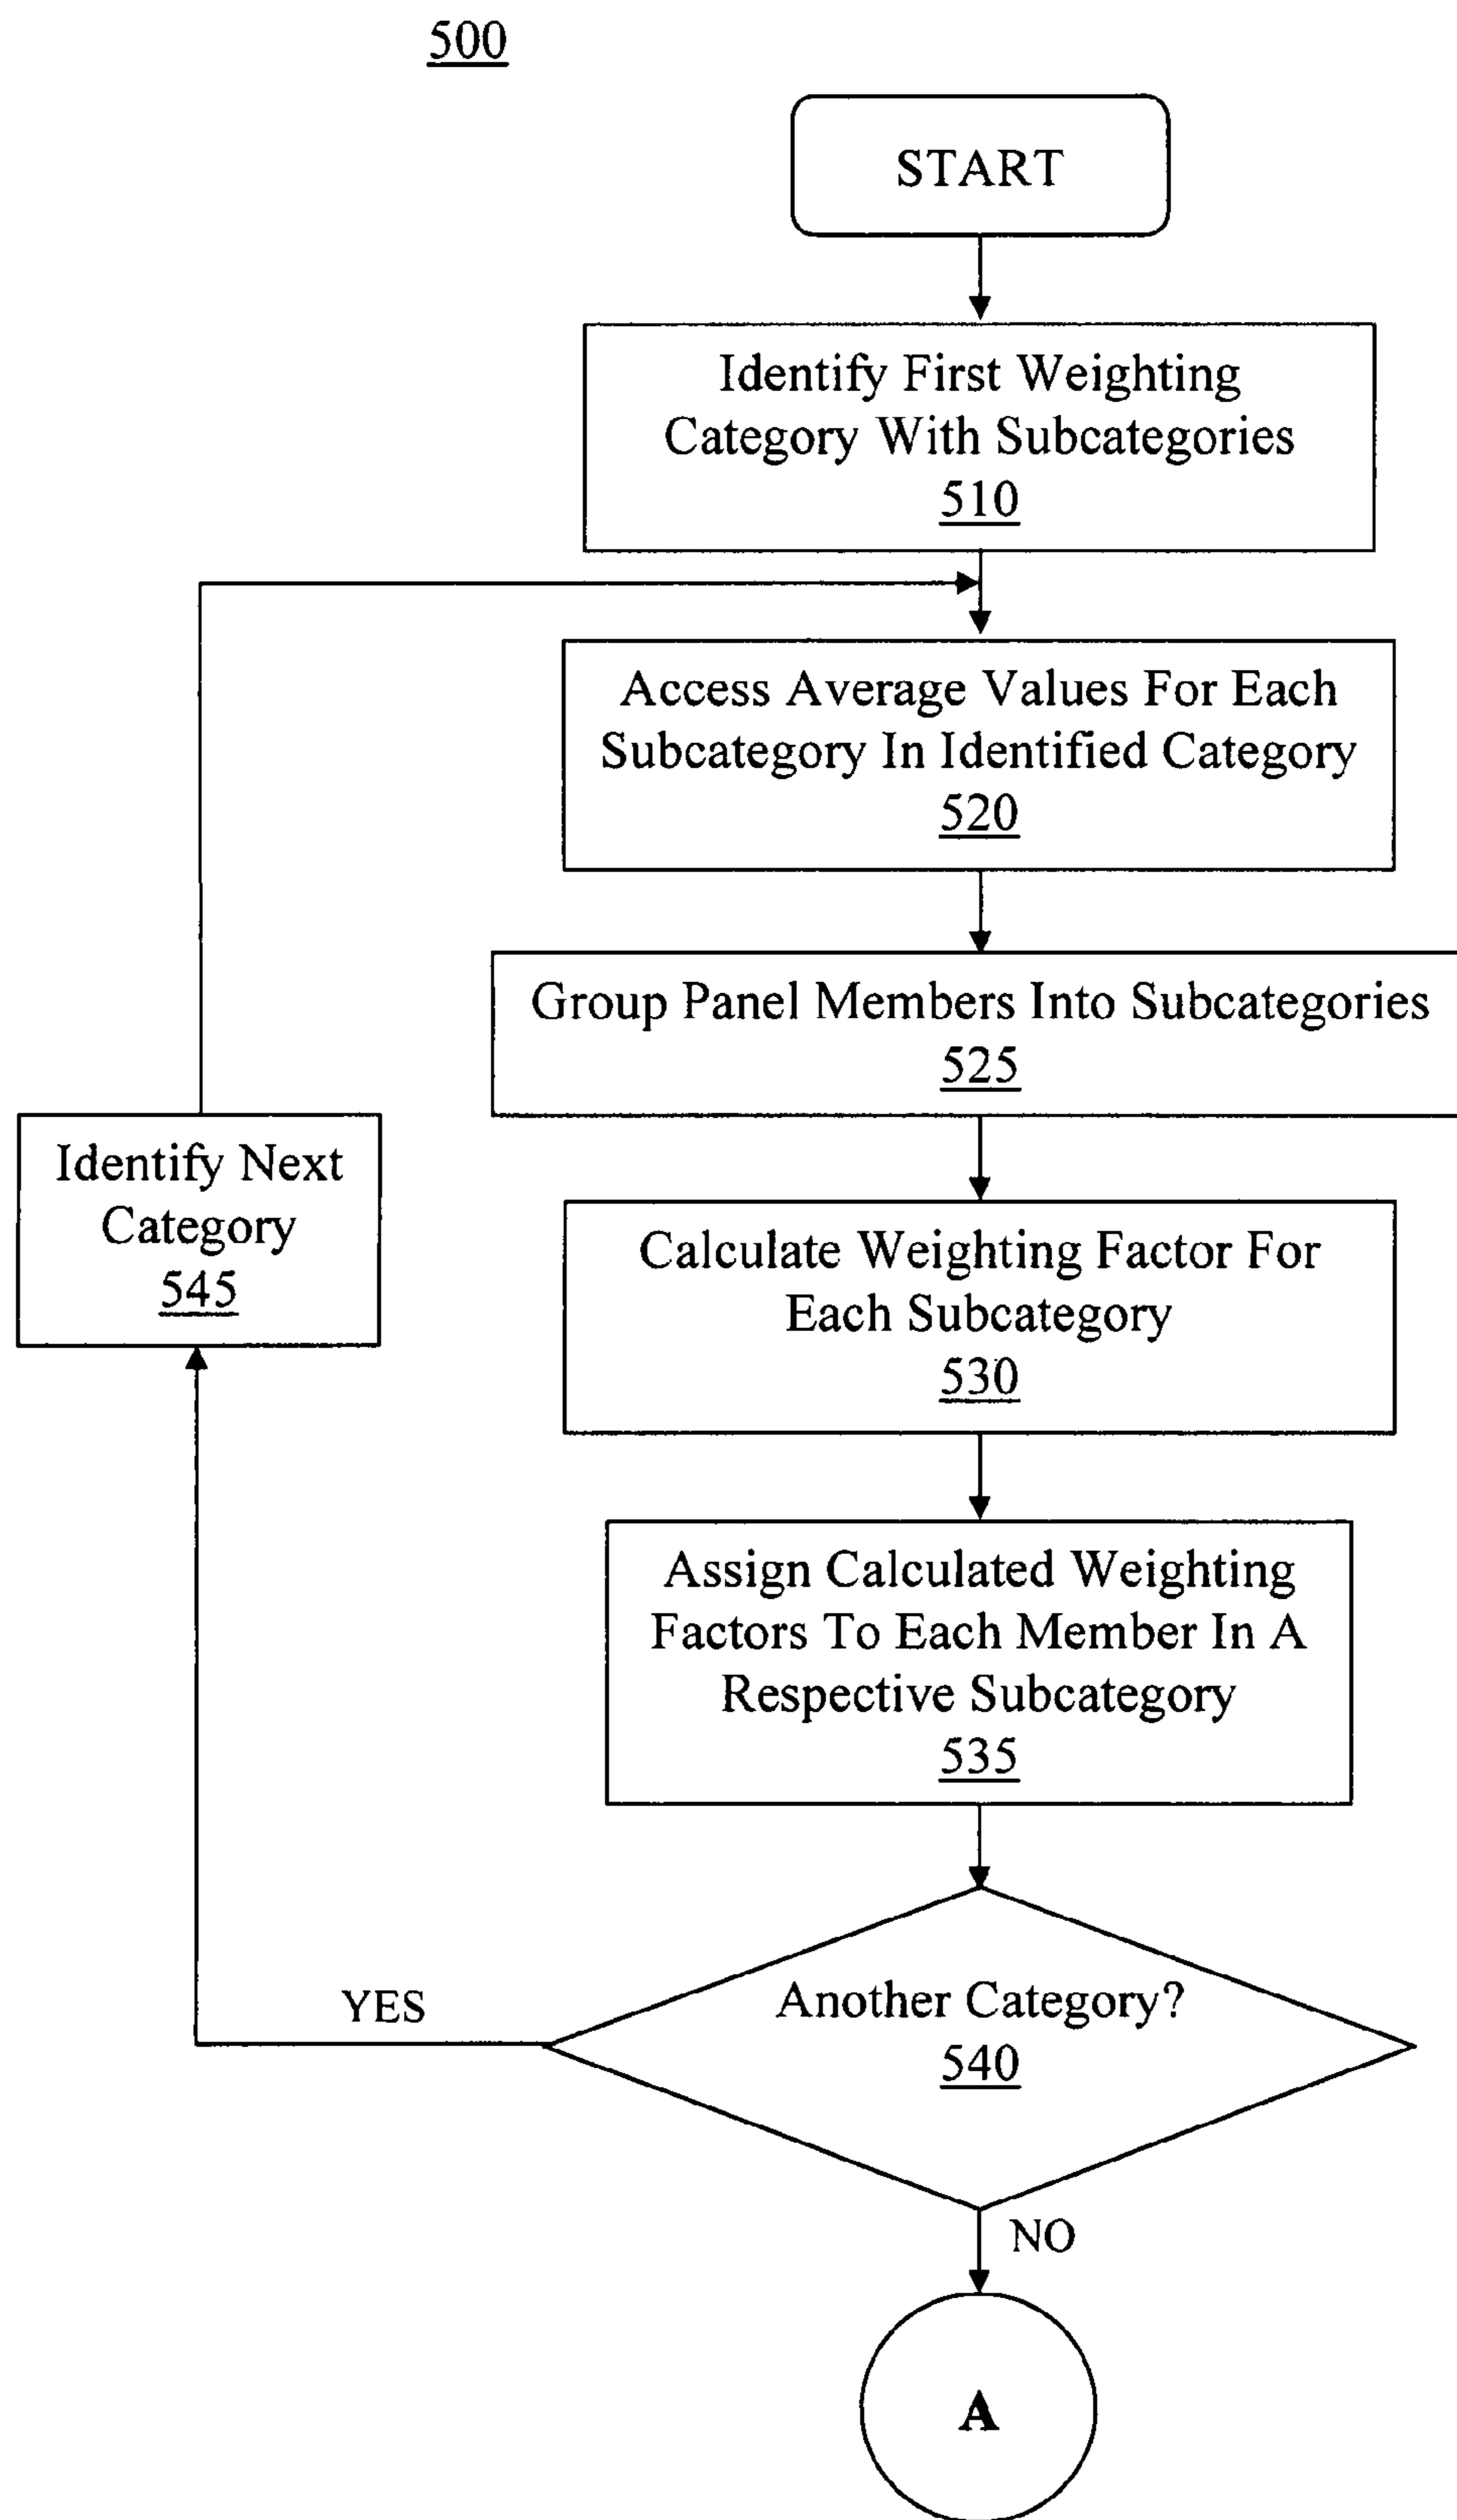 500
START
Identify First Weighting
Category With Subcategories
510
Access Average Values For Each
Subcategory In Identified Category
520
Group Panel Members Into Subcategories
525
Identify Next
Category
545
Calculate Weighting Factor For
Each Subcategory
530
Assign Calculated Weighting
Factors To Each Member In A
Respective Subcategory
535
Another Category?
540
YES
NO
A